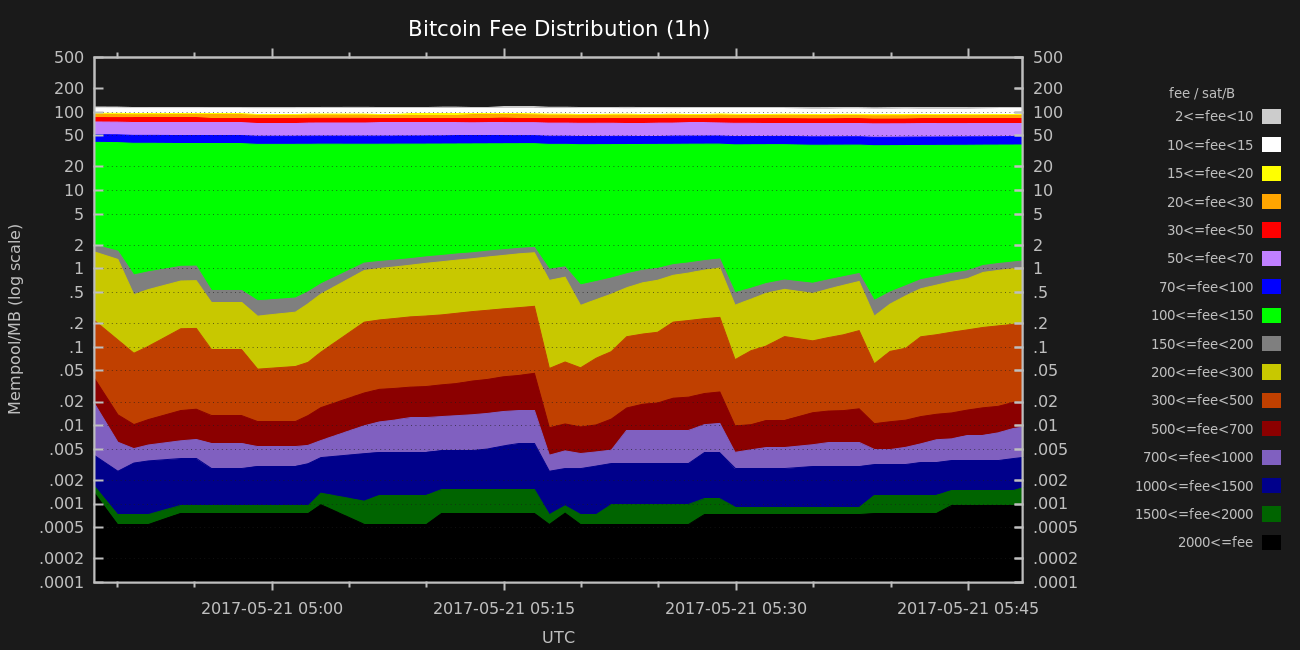 Bitcoin Fee Distribution (1h)
500 500
200 200
100 100
50 50
20 20
10 10
5 5
2 2
1 1
.5 .5
.2 .2
.1 .1
.05 .05
.02 .02
.01 .01
.005 .005
.002 .002
.001 .001
.0005 .0005
.0002 .0002
.0001 .0001
Mempool/MB (log scale)
2017-05-21 05:00 2017-05-21 05:15 2017-05-21 05:30 2017-05-21 05:45
UTC
fee / sat/B
2<=fee<10
10<=fee<15
15<=fee<20
20<=fee<30
30<=fee<50
50<=fee<70
70<=fee<100
100<=fee<150
150<=fee<200
200<=fee<300
300<=fee<500
500<=fee<700
700<=fee<1000
1000<=fee<1500
1500<=fee<2000
2000<=fee